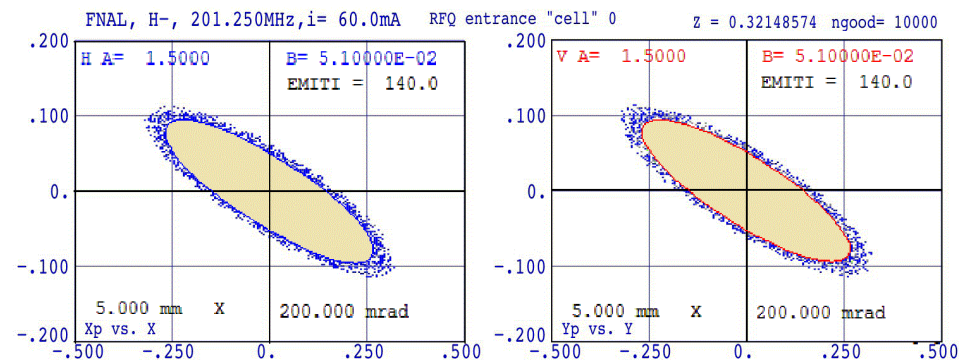 FNAL, H-, 201.250MHz,i= 60.0mA RFQ entrance "cell" 0 Z = 0.32148574 ngood= 10000
.200
H A= 1.5000 B= 5.10000E-02
EMITI = 140.0
.100
0.
-.100
5.000 mm X 200.000 mrad
-.200
Xp vs. X
-.500 -.250 0. .250 .500
.200
V A= 1.5000 B= 5.10000E-02
EMITI = 140.0
.100
0.
-.100
5.000 mm X 200.000 mrad
-.200
Yp vs. Y
-.500 -.250 0. .250 .500